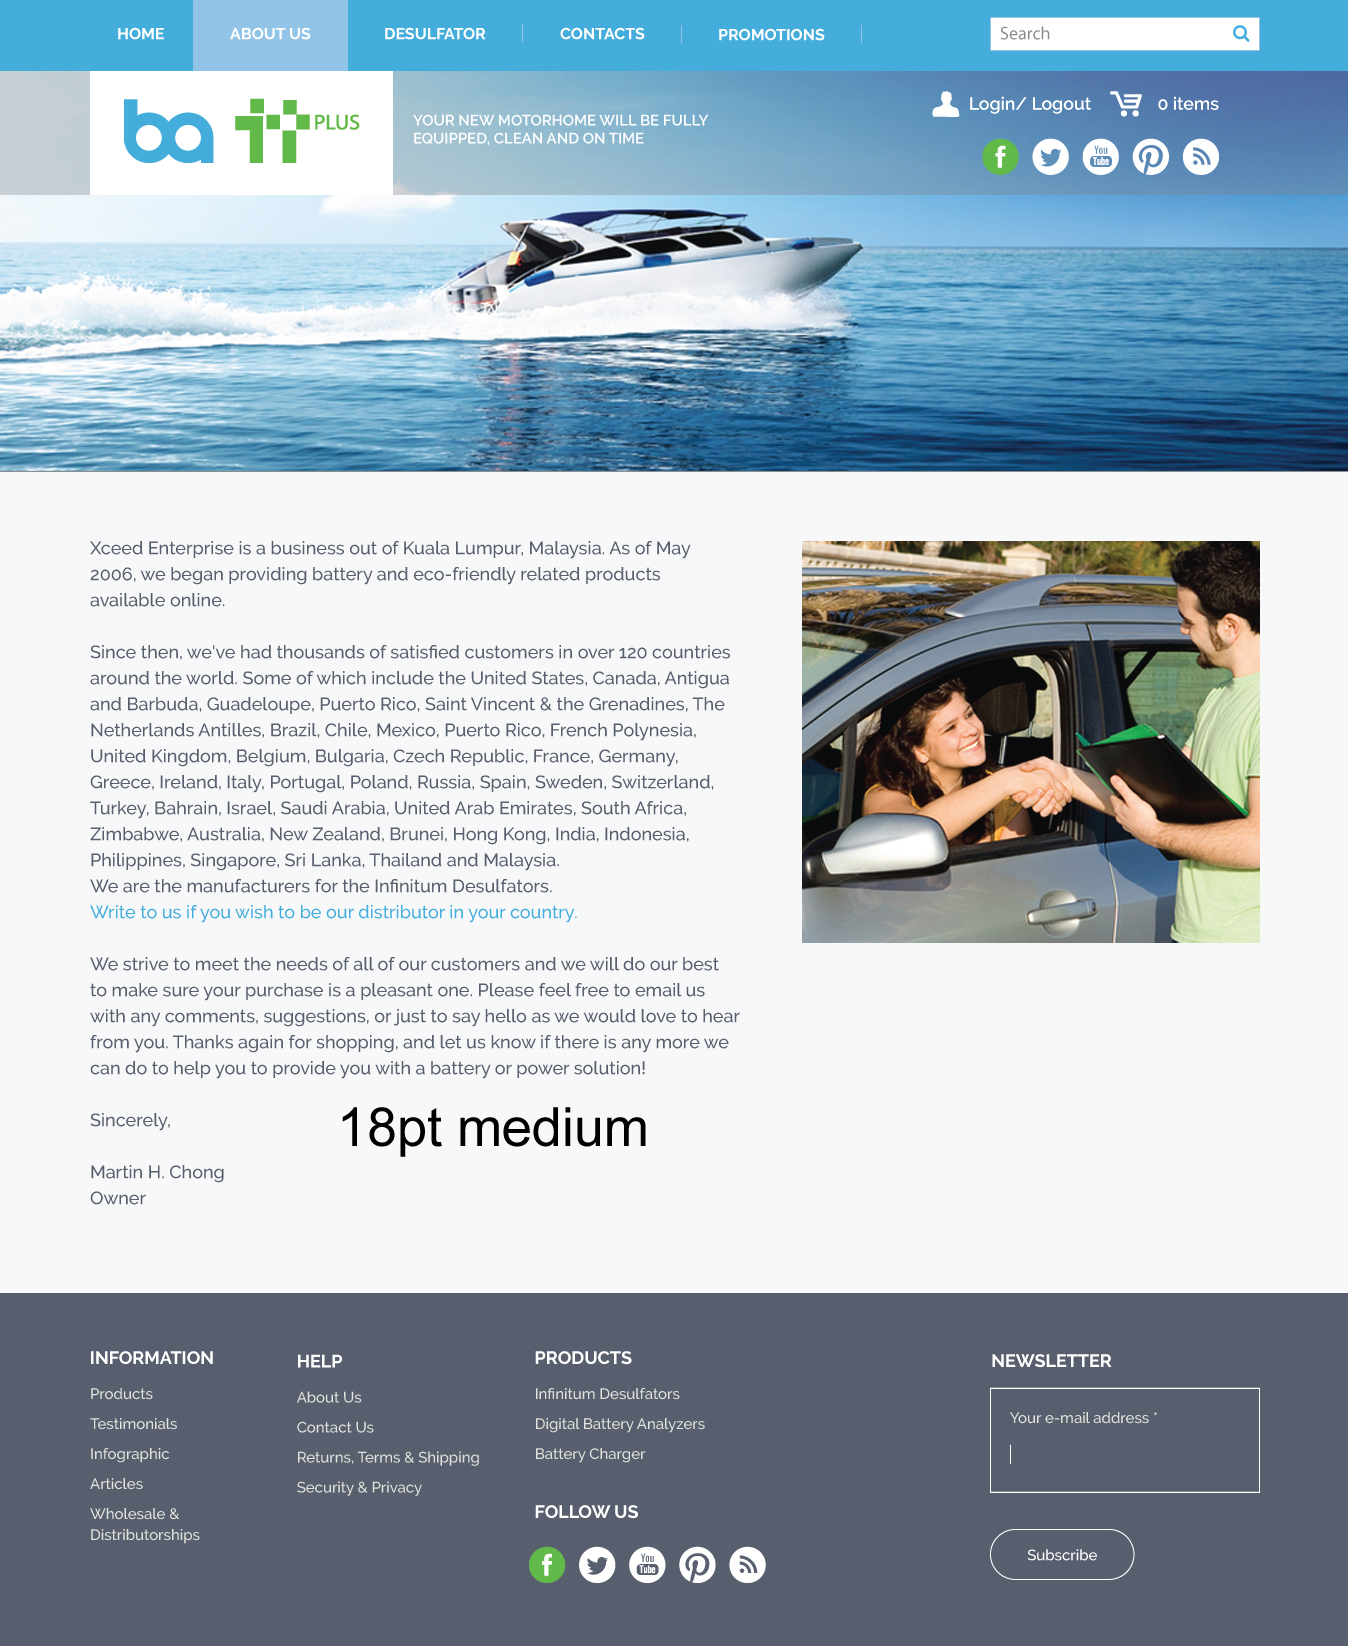 HOME ABOUT US DESULFATOR CONTACTS PROMOTIONS Search
ba tt PLUS
YOUR NEW MOTORHOME WILL BE FULLY
EQUIPPED, CLEAN AND ON TIME
Login/ Logout 0 items
You Tube
Xceed Enterprise is a business out of Kuala Lumpur, Malaysia. As of May
2006, we began providing battery and eco-friendly related products
available online.
Since then, we've had thousands of satisfied customers in over 120 countries
around the world. Some of which include the United States, Canada, Antigua
and Barbuda, Guadeloupe, Puerto Rico, Saint Vincent & the Grenadines, The
Netherlands Antilles, Brazil, Chile, Mexico, Puerto Rico, French Polynesia,
United Kingdom, Belgium, Bulgaria, Czech Republic, France, Germany,
Greece, Ireland, Italy, Portugal, Poland, Russia, Spain, Sweden, Switzerland,
Turkey, Bahrain, Israel, Saudi Arabia, United Arab Emirates, South Africa,
Zimbabwe, Australia, New Zealand, Brunei, Hong Kong, India, Indonesia,
Philippines, Singapore, Sri Lanka, Thailand and Malaysia.
We are the manufacturers for the Infinitum Desulfators.
Write to us if you wish to be our distributor in your country.
We strive to meet the needs of all of our customers and we will do our best
to make sure your purchase is a pleasant one. Please feel free to email us
with any comments, suggestions, or just to say hello as we would love to hear
from you. Thanks again for shopping, and let us know if there is any more we
can do to help you to provide you with a battery or power solution!
Sincerely,
18pt medium
Martin H. Chong
Owner
INFORMATION
Products
Testimonials
Infographic
Articles
Wholesale &
Distributorships
HELP
About Us
Contact Us
Returns, Terms & Shipping
Security & Privacy
PRODUCTS
Infinitum Desulfators
Digital Battery Analyzers
Battery Charger
FOLLOW US
You Tube
NEWSLETTER
Your e-mail address *
Subscribe